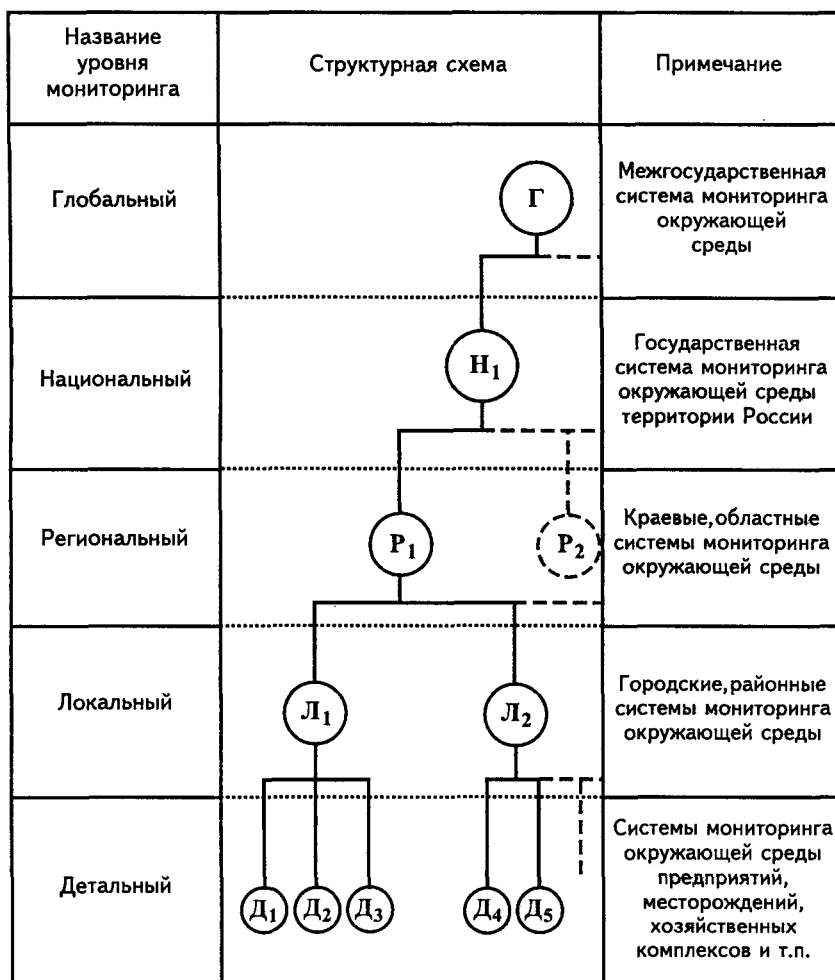 Название
уровня
мониторинга
Структурная схема
Примечание
Глобальный
Г
Межгосударственная
система мониторинга
окружающей
среды
Национальный
Н₁
Государственная
система мониторинга
окружающей среды
территории России
Региональный
Р₁
Р₂
Краевые, областные
системы мониторинга
окружающей среды
Локальный
Л₁
Л₂
Городские, районные
системы мониторинга
окружающей среды
Детальный
Д₁
Д₂
Д₃
Д₄
Д₅
Системы мониторинга
окружающей среды
предприятий,
месторождений,
хозяйственных
комплексов и т.п.